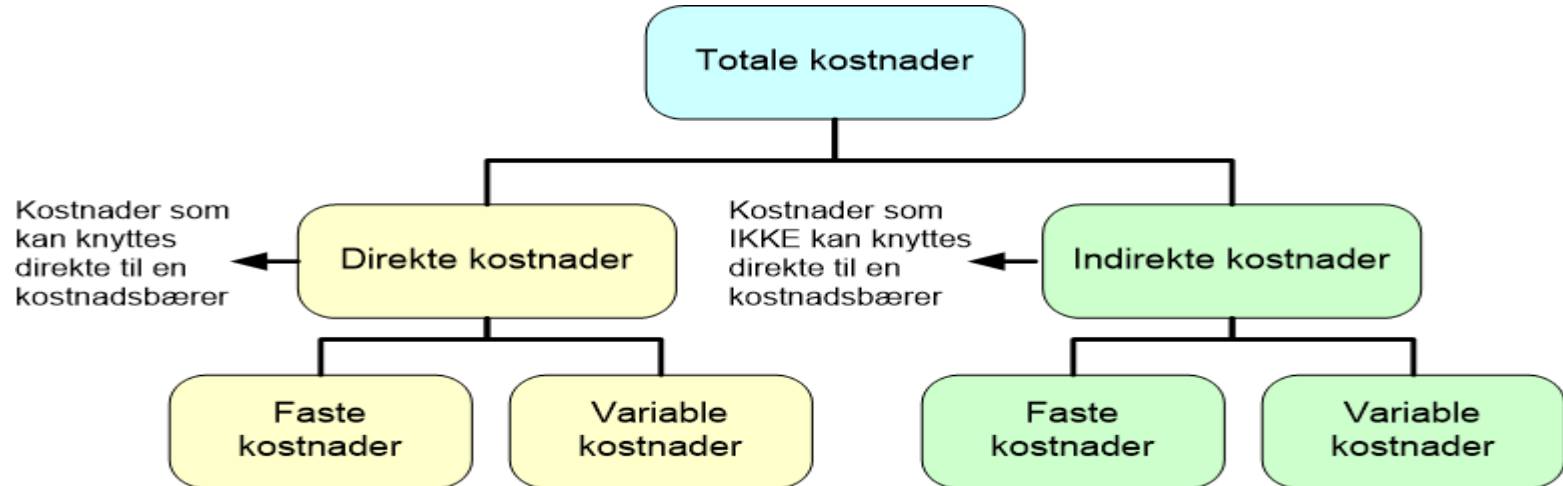 Totale kostnader
Kostnader som
kan knyttes
direkte til en
kostnadsbærer
Direkte kostnader
Kostnader som
IKKE kan knyttes
direkte til en
kostnadsbærer
Indirekte kostnader
Faste
kostnader
Variable
kostnader
Faste
kostnader
Variable
kostnader